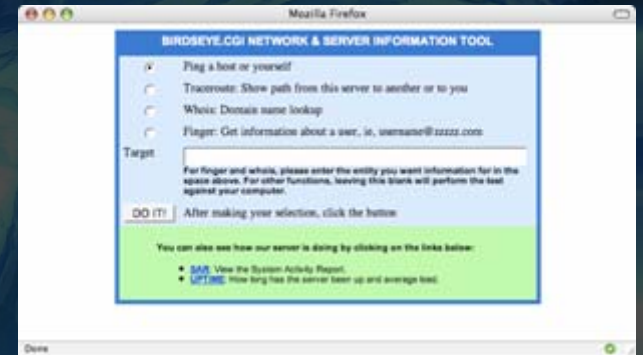 Mozilla Firefox
BIRDSEYE.CGI NETWORK & SERVER INFORMATION TOOL
Ping a host or yourself
Traceroute: Show path from this server to another or to you
Whois: Domain name lookup
Finger: Get information about a user, ie, username@zzzzz.com
Target
For finger and whois, please enter the entity you want information for in the
space above. For other functions, leaving this blank will perform the test
against your computer.
DO IT! After making your selection, click the button
You can also see how our server is doing by clicking on the links below:
SAR: View the System Activity Report.
UPTIME: How long has the server been up and average load.
Done